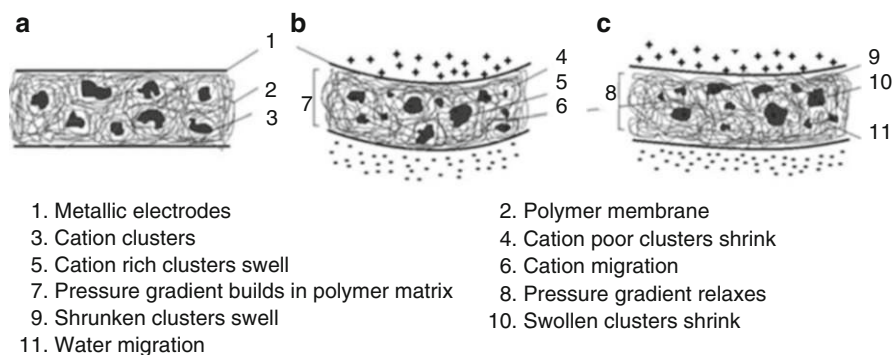 a
b
c
1
2
3
4
5
6
7
8
9
10
11
1. Metallic electrodes
2. Polymer membrane
3. Cation clusters
4. Cation poor clusters shrink
5. Cation rich clusters swell
6. Cation migration
7. Pressure gradient builds in polymer matrix
8. Pressure gradient relaxes
9. Shrunken clusters swell
10. Swollen clusters shrink
11. Water migration